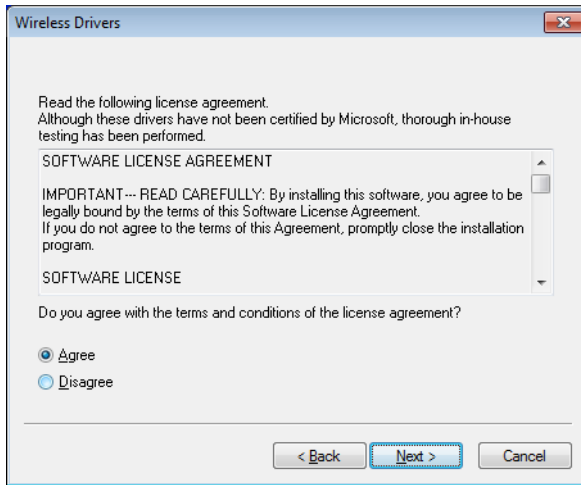 Wireless Drivers
Read the following license agreement.
Although these drivers have not been certified by Microsoft, thorough in-house
testing has been performed.
SOFTWARE LICENSE AGREEMENT
IMPORTANT--- READ CAREFULLY: By installing this software, you agree to be
legally bound by the terms of this Software License Agreement.
If you do not agree to the terms of this Agreement, promptly close the installation
program.
SOFTWARE LICENSE
Do you agree with the terms and conditions of the license agreement?
Agree
Disagree
< Back Next > Cancel